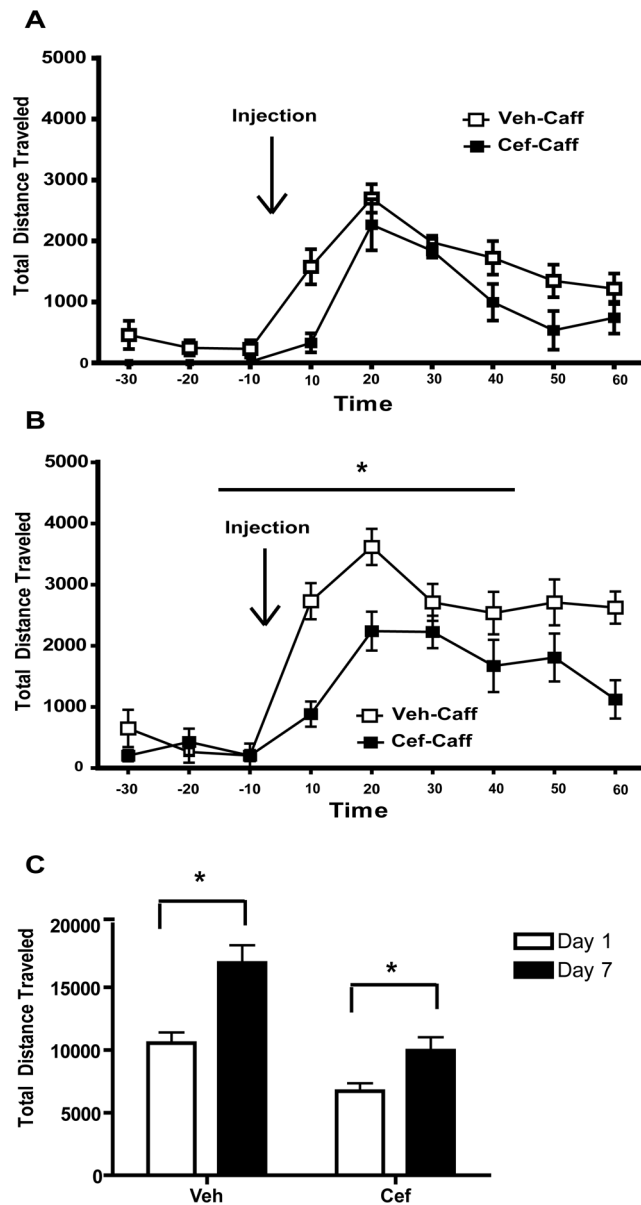 A
5000
4000
3000
2000
1000
0
Total Distance Traveled
Injection
Veh-Caff
Cef-Caff
-30 -20 -10 10 20 30 40 50 60
Time
B
5000
4000
3000
2000
1000
0
Total Distance Traveled
*
Injection
Veh-Caff
Cef-Caff
-30 -20 -10 10 20 30 40 50 60
Time
C
20000
15000
10000
5000
0
Total Distance Traveled
*
*
Day 1
Day 7
Veh Cef